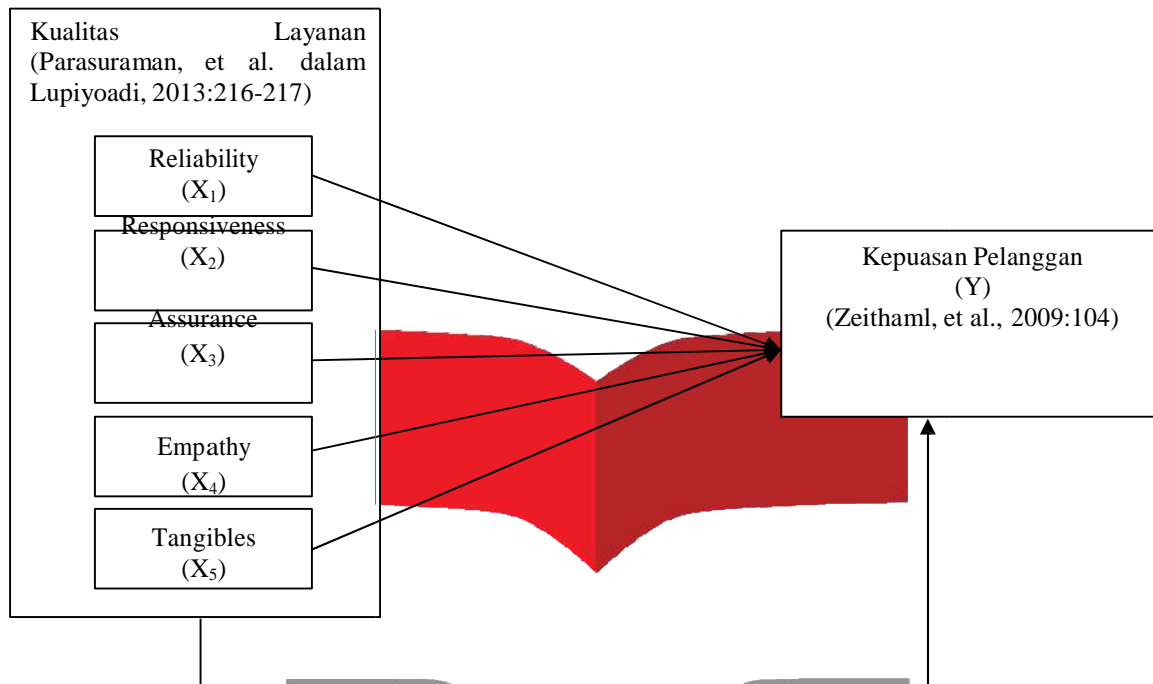 Kualitas Layanan
(Parasuraman, et al. dalam
Lupiyoadi, 2013:216-217)
Reliability
(X₁)
Responsiveness
(X₂)
Assurance
(X₃)
Empathy
(X₄)
Tangibles
(X₅)
Kepuasan Pelanggan
(Y)
(Zeithaml, et al., 2009:104)